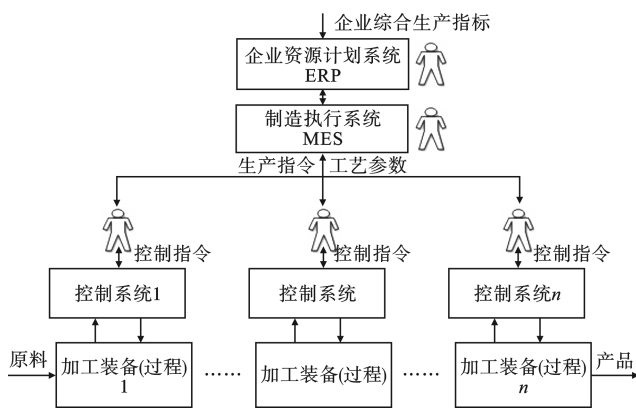 企业综合生产指标
企业资源计划系统
ERP
制造执行系统
MES
生产指令 工艺参数
控制指令 控制指令 控制指令
控制系统1 控制系统 控制系统n
原料 加工装备(过程) …… 加工装备(过程) …… 加工装备(过程) 产品
1 n